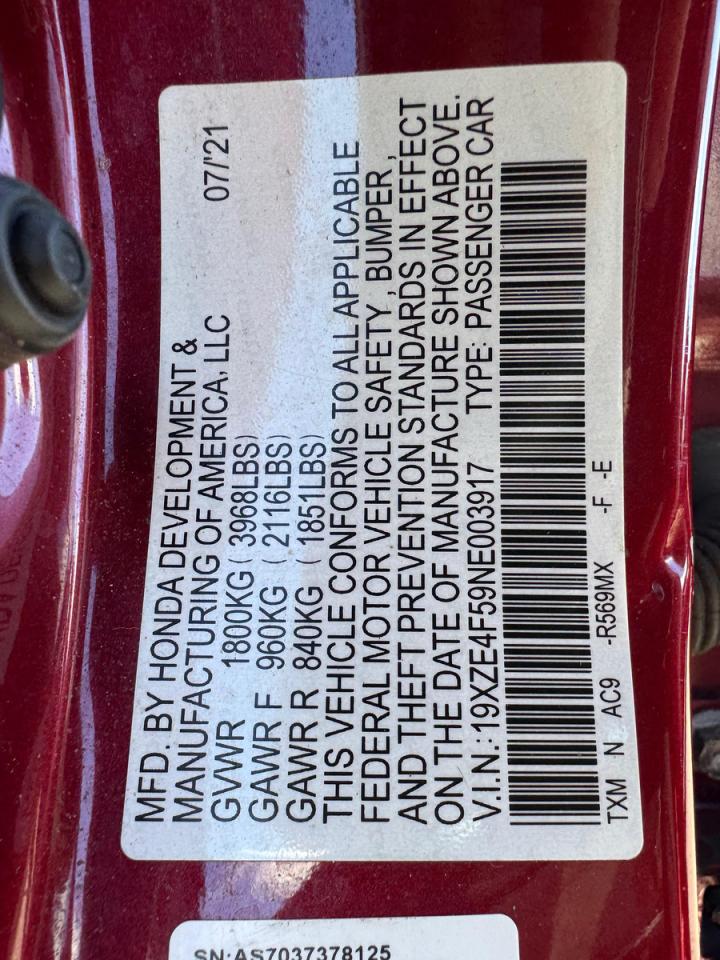 MFD. BY HONDA DEVELOPMENT &
MANUFACTURING OF AMERICA, LLC 07/'21
GVWR 1800KG ( 3968LBS)
GAWR F 960KG ( 2116LBS)
GAWR R 840KG ( 1851LBS)
THIS VEHICLE CONFORMS TO ALL APPLICABLE
FEDERAL MOTOR VEHICLE SAFETY , BUMPER ,
AND THEFT PREVENTION STANDARDS IN EFFECT
ON THE DATE OF MANUFACTURE SHOWN ABOVE.
V.I.N.: 19XZE4F59NE003917 TYPE: PASSENGER CAR
TXM N AC9 -R569MX -F -E
SN:AS7037378125